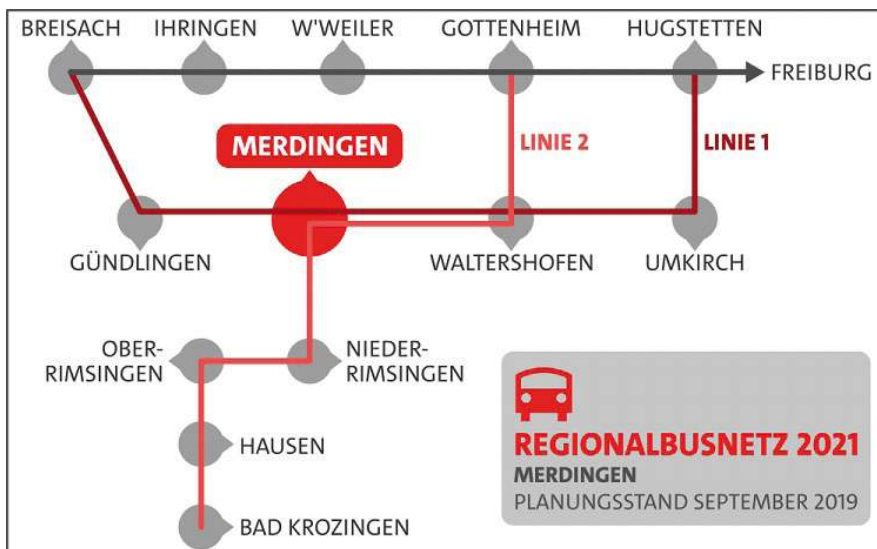 BREISACH
IHRINGEN
W'WEILER
GOTTENHEIM
HUGSTETTEN
FREIBURG
MERDINGEN
LINIE 2
LINIE 1
GÜNDLINGEN
WALTERSHOFEN
UMKIRCH
OBER-
RIMSINGEN
NIEDER-
RIMSINGEN
HAUSEN
BAD KROZINGEN
REGIONALBUSNETZ 2021
MERDINGEN
PLANUNGSSTAND SEPTEMBER 2019